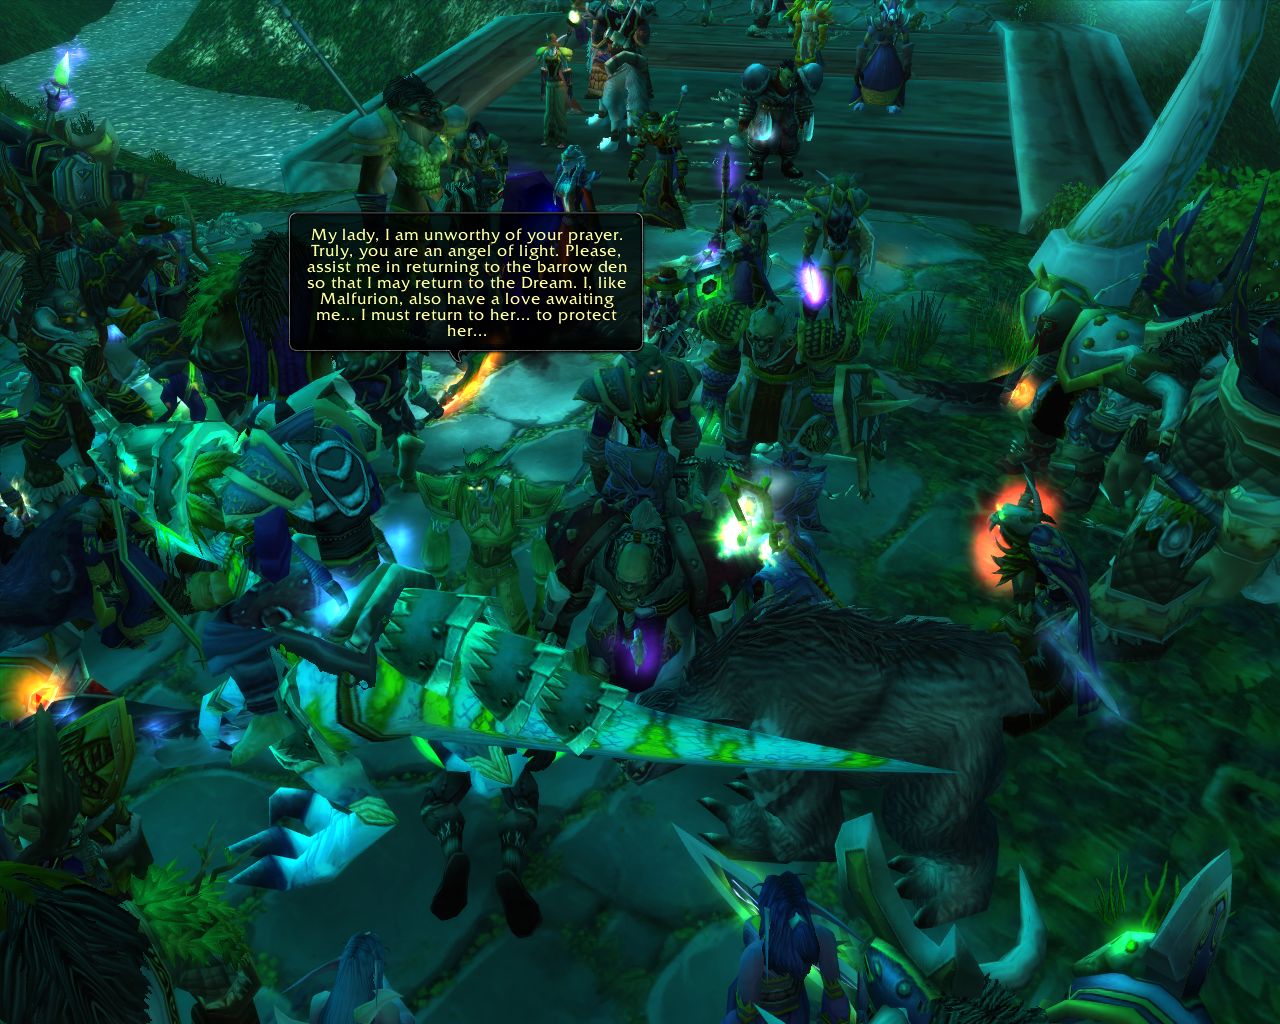 My lady, I am unworthy of your prayer.
Truly, you are an angel of light. Please,
assist me in returning to the barrow den
so that I may return to the Dream. I, like
Malfurion, also have a love awaiting
me... I must return to her... to protect
her...